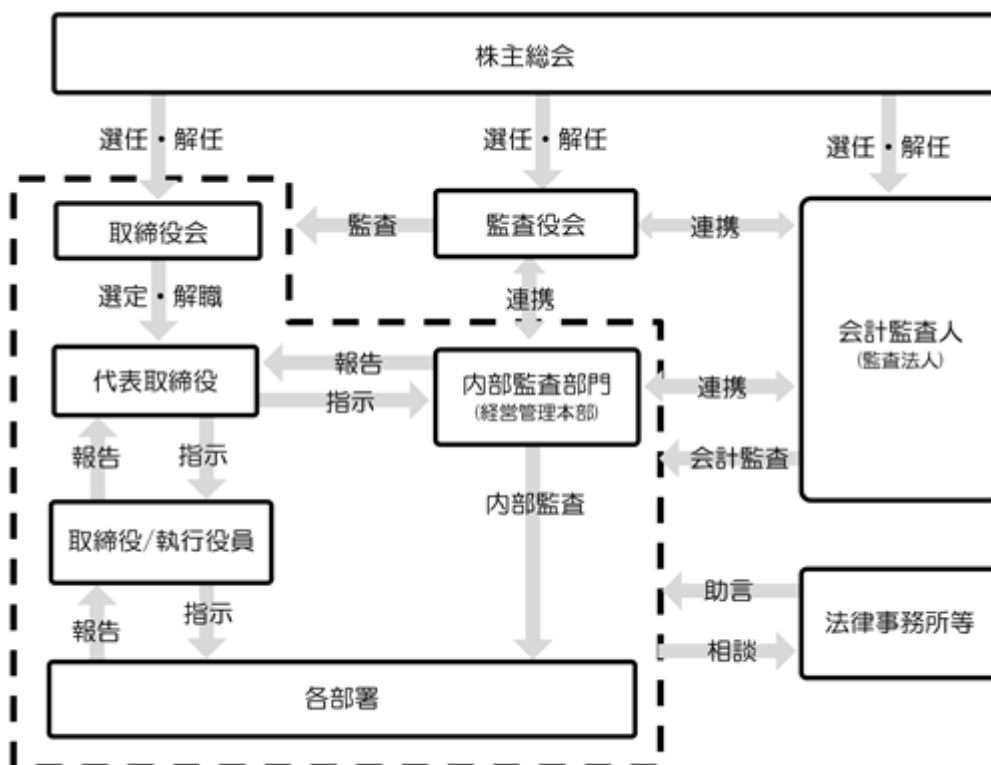 株主総会
選任・解任
選任・解任
選任・解任
取締役会
監査
監査役会
連携
選定・解職
連携
会計監査人
(監査法人)
代表取締役
報告
指示
内部監査部門
(経営管理本部)
連携
報告
指示
会計監査
内部監査
取締役/執行役員
助言
法律事務所等
報告
指示
相談
各部署